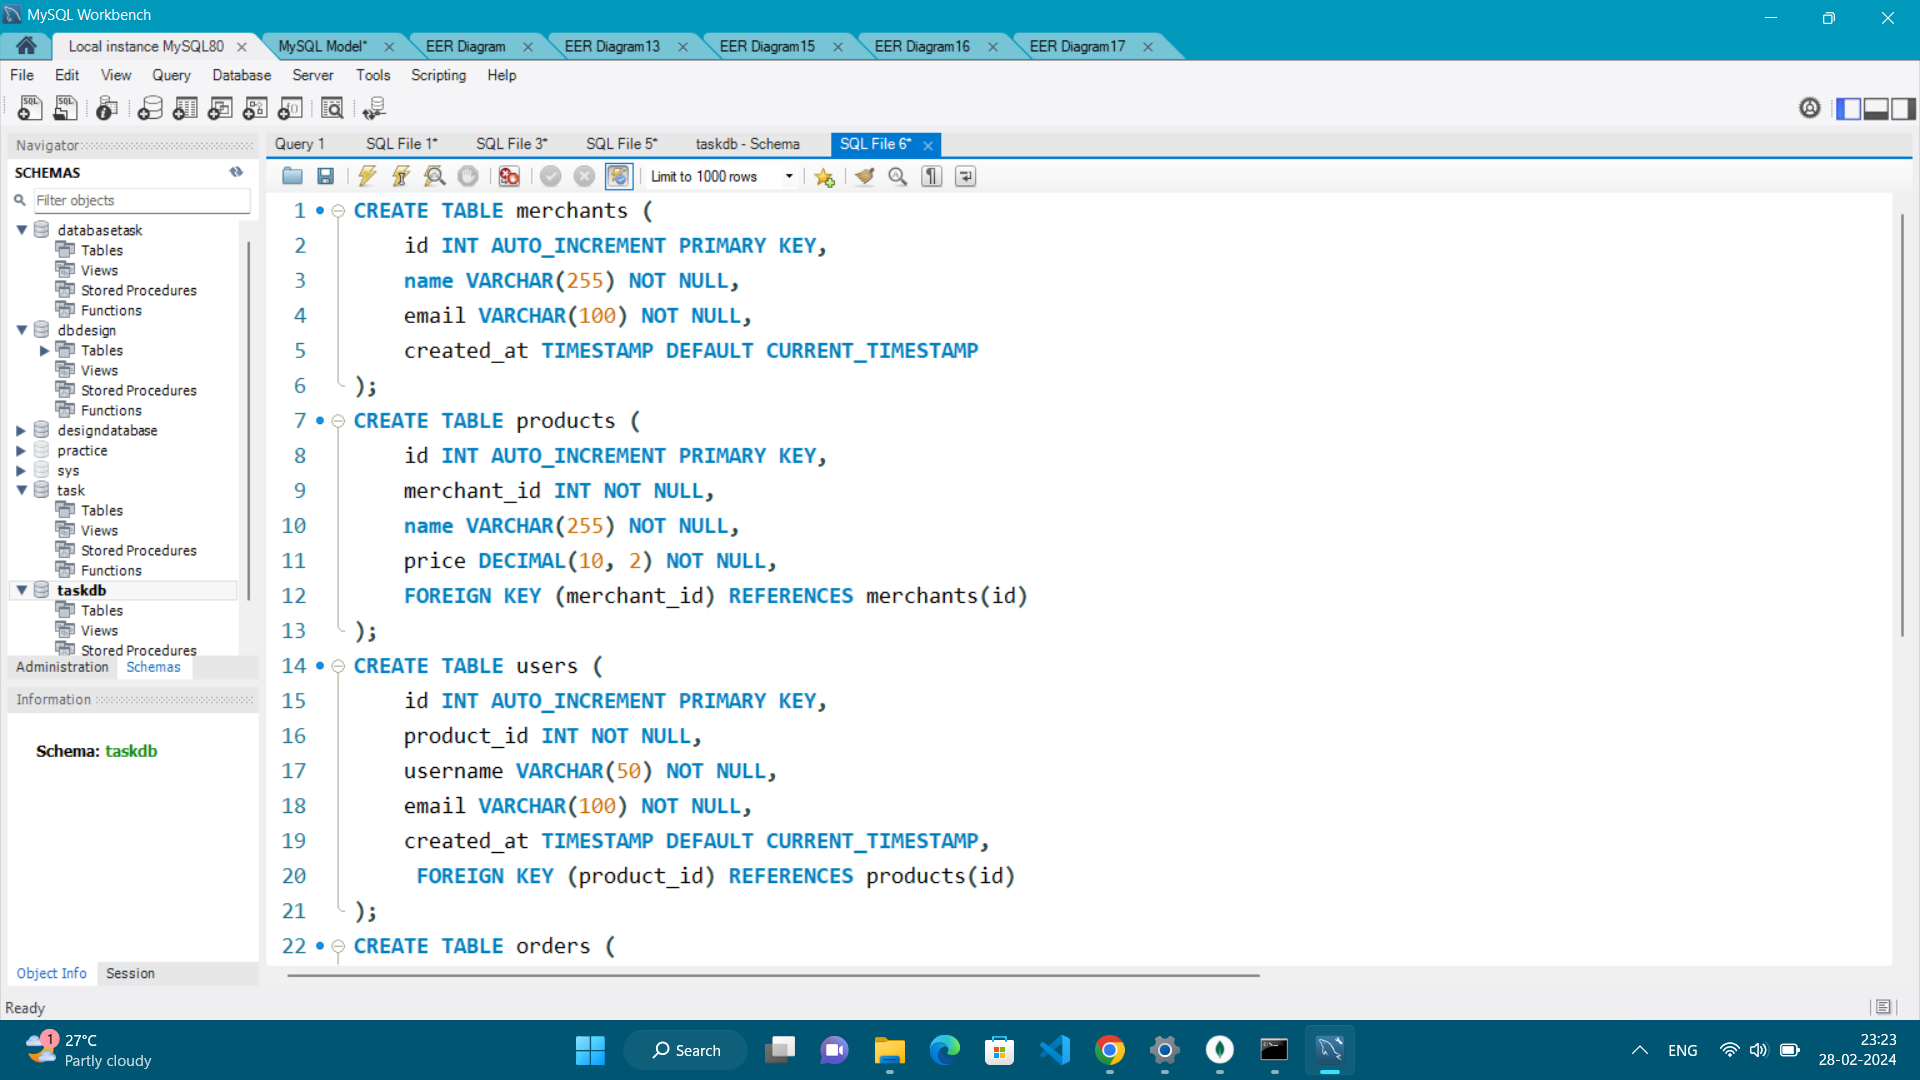 MySQL Workbench
Local instance MySQL80
MySQL Model*
EER Diagram
EER Diagram13
EER Diagram15
EER Diagram16
EER Diagram17
File Edit View Query Database Server Tools Scripting Help
Navigator
SCHEMAS
Filter objects
databasetask
Tables
Views
Stored Procedures
Functions
dbdesign
Tables
Views
Stored Procedures
Functions
designdatabase
practice
sys
task
Tables
Views
Stored Procedures
Functions
taskdb
Tables
Views
Stored Procedures
Administration Schemas
Information
Schema: taskdb
Object Info Session
Query 1
SQL File 1*
SQL File 3*
SQL File 5*
taskdb - Schema
SQL File 6*
Limit to 1000 rows
1 CREATE TABLE merchants (
2 id INT AUTO_INCREMENT PRIMARY KEY,
3 name VARCHAR(255) NOT NULL,
4 email VARCHAR(100) NOT NULL,
5 created_at TIMESTAMP DEFAULT CURRENT_TIMESTAMP
6 );
7 CREATE TABLE products (
8 id INT AUTO_INCREMENT PRIMARY KEY,
9 merchant_id INT NOT NULL,
10 name VARCHAR(255) NOT NULL,
11 price DECIMAL(10, 2) NOT NULL,
12 FOREIGN KEY (merchant_id) REFERENCES merchants(id)
13 );
14 CREATE TABLE users (
15 id INT AUTO_INCREMENT PRIMARY KEY,
16 product_id INT NOT NULL,
17 username VARCHAR(50) NOT NULL,
18 email VARCHAR(100) NOT NULL,
19 created_at TIMESTAMP DEFAULT CURRENT_TIMESTAMP,
20 FOREIGN KEY (product_id) REFERENCES products(id)
21 );
22 CREATE TABLE orders (
Ready
1
27°C
Partly cloudy
Search
ENG
23:23
28-02-2024